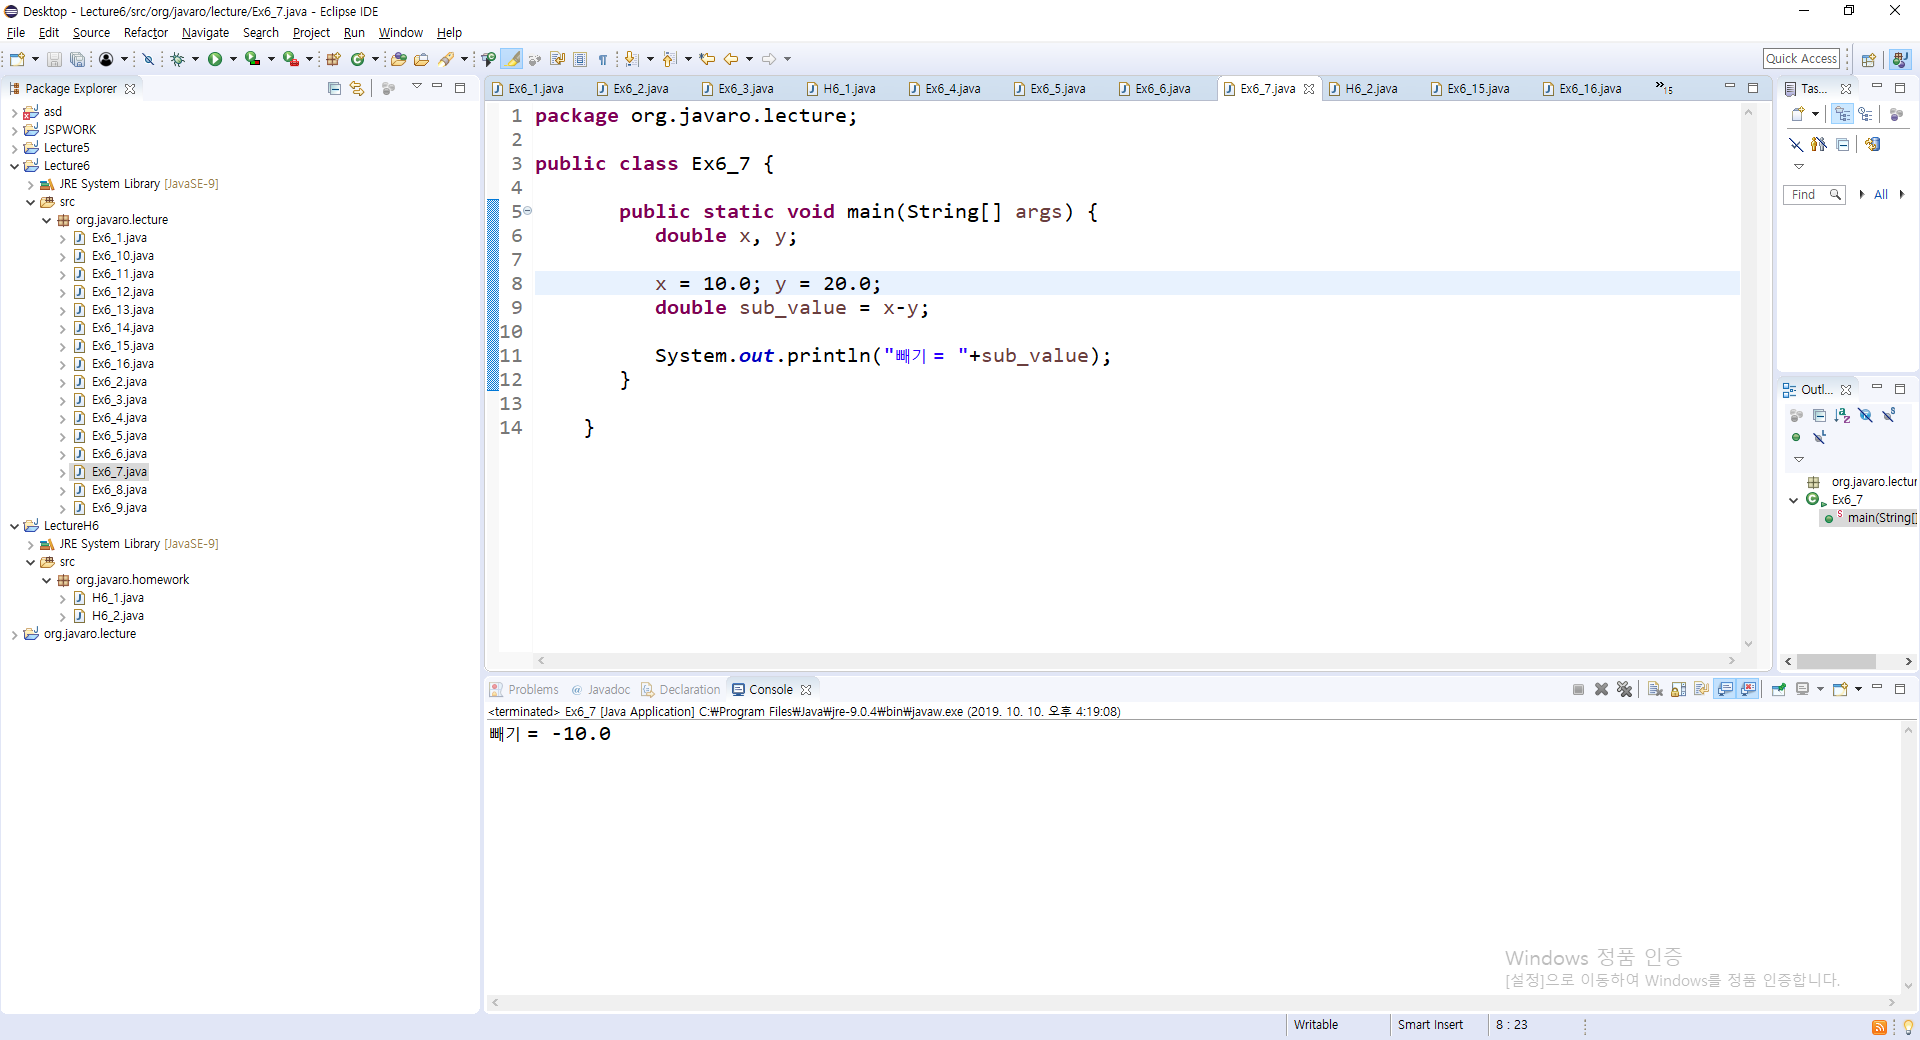 Desktop - Lecture6/src/org/javaro/lecture/Ex6_7.java - Eclipse IDE
File Edit Source Refactor Navigate Search Project Run Window Help
Quick Access
Package Explorer
asd
JSPWORK
Lecture5
Lecture6
JRE System Library [JavaSE-9]
src
org.javaro.lecture
Ex6_1.java
Ex6_10.java
Ex6_11.java
Ex6_12.java
Ex6_13.java
Ex6_14.java
Ex6_15.java
Ex6_16.java
Ex6_2.java
Ex6_3.java
Ex6_4.java
Ex6_5.java
Ex6_6.java
Ex6_7.java
Ex6_8.java
Ex6_9.java
LectureH6
JRE System Library [JavaSE-9]
src
org.javaro.homework
H6_1.java
H6_2.java
org.javaro.lecture
Ex6_1.java Ex6_2.java Ex6_3.java H6_1.java Ex6_4.java Ex6_5.java Ex6_6.java Ex6_7.java H6_2.java Ex6_15.java Ex6_16.java »15
1 package org.javaro.lecture;
2
3 public class Ex6_7 {
4
5 public static void main(String[] args) {
6 double x, y;
7
8 x = 10.0; y = 20.0;
9 double sub_value = x-y;
10
11 System.out.println("빼기 = "+sub_value);
12 }
13
14 }
Tas...
Find All
Outl...
org.javaro.lectur
Ex6_7
main(String[]
Problems @ Javadoc Declaration Console
<terminated> Ex6_7 [Java Application] C:₩Program Files₩Java₩jre-9.0.4₩bin₩javaw.exe (2019. 10. 10. 오후 4:19:08)
빼기 = -10.0
Windows 정품 인증
[설정]으로 이동하여 Windows를 정품 인증합니다.
Writable Smart Insert 8 : 23